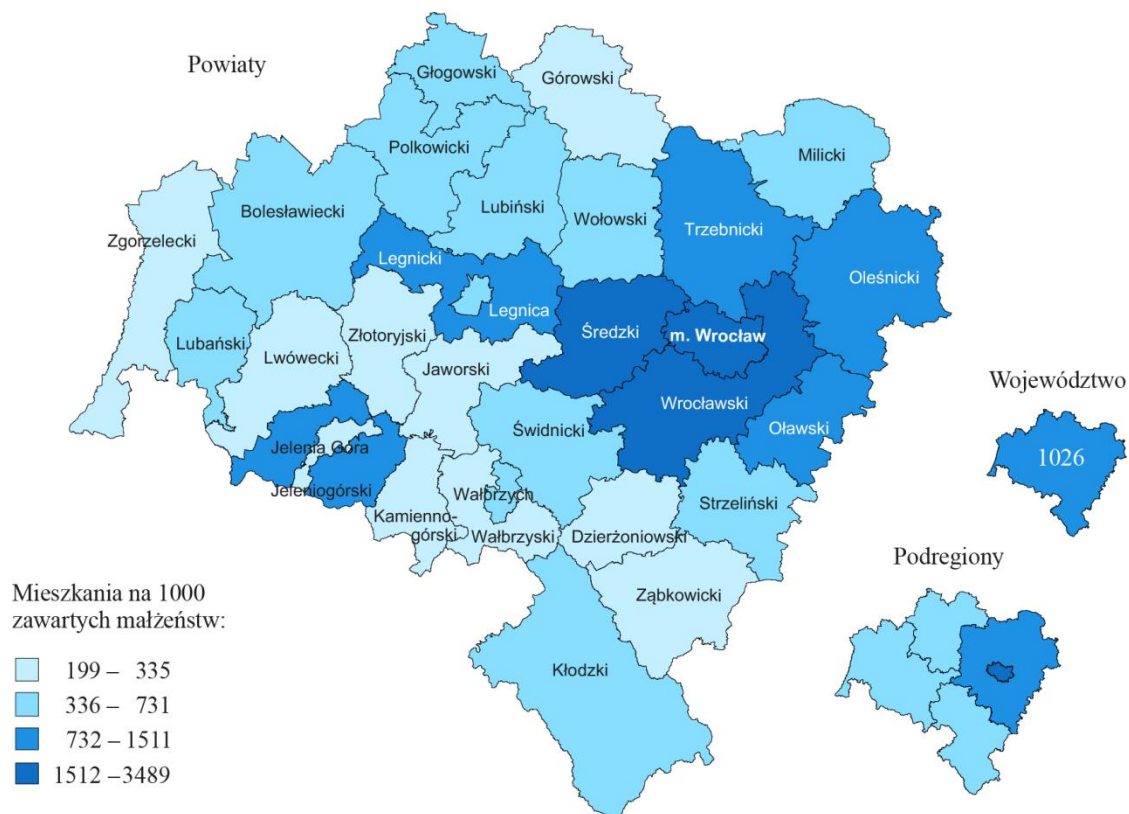 Powiaty
Głogowski
Górowski
Polkowicki
Milicki
Lubiński
Wołowski
Bolesławiecki
Trzebnicki
Zgorzelecki
Legnicki
Oleśnicki
Legnica
Średzki
m. Wrocław
Złotoryjski
Lubański
Lwówecki
Jaworski
Wrocławski
Świdnicki
Oławski
Jelenia Góra
Jeleniogórski
Wałbrzych
Strzeliński
Kamienno-
górski
Wałbrzyski
Dzierżoniowski
Ząbkowicki
Kłodzki
Województwo
1026
Podregiony
Mieszkania na 1000
zawartych małżeństw:
199 – 335
336 – 731
732 – 1511
1512 –3489